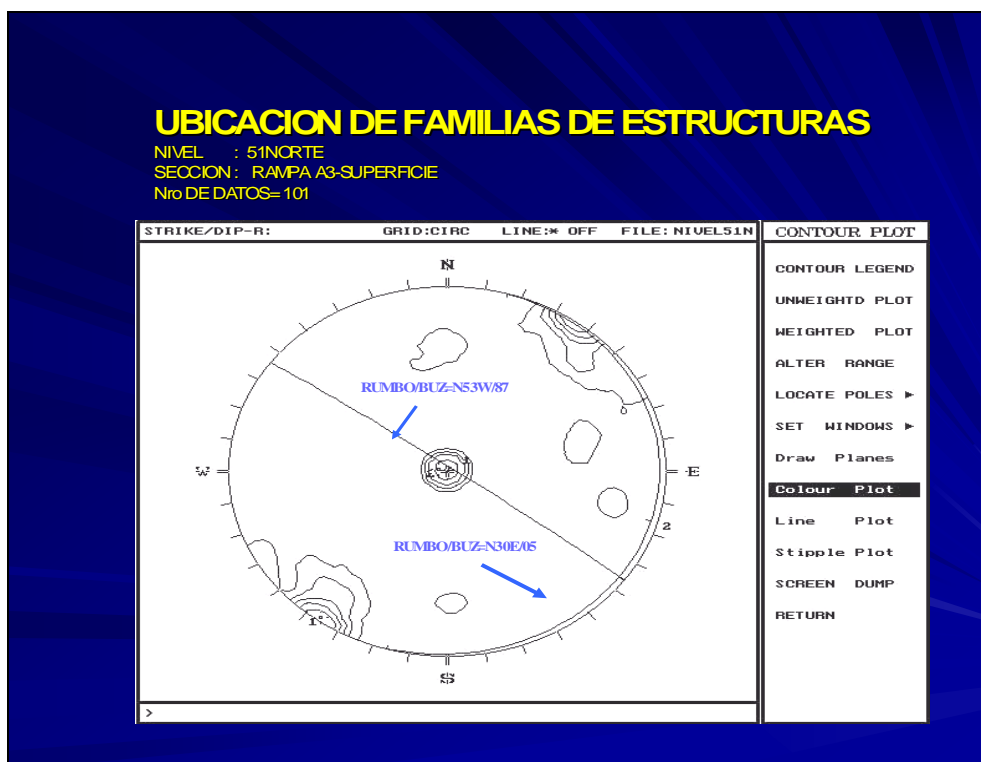 UBICACION DE FAMILIAS DE ESTRUCTURAS
NIVEL : 51NORTE
SECCION : RAMPA A3-SUPERFICIE
Nro DE DATOS= 101
STRIKE/DIP-R: GRID:CIRC LINE:* OFF FILE: NIVEL51N
CONTOUR PLOT
CONTOUR LEGEND
UNWEIGHTD PLOT
WEIGHTED PLOT
ALTER RANGE
LOCATE POLES ►
SET WINDOWS ►
Draw Planes
Colour Plot
Line Plot
Stipple Plot
SCREEN DUMP
RETURN
N
RUMBO/BUZ=N53W/87
W
E
2
RUMBO/BUZ=N30E/05
1
S
>